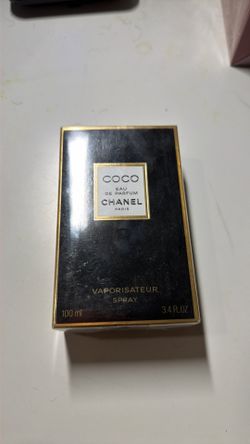 COCO
EAU
DE PARFUM
CHANEL
PARIS
VAPORISATEUR
SPRAY
100 ml 3.4 FL.OZ